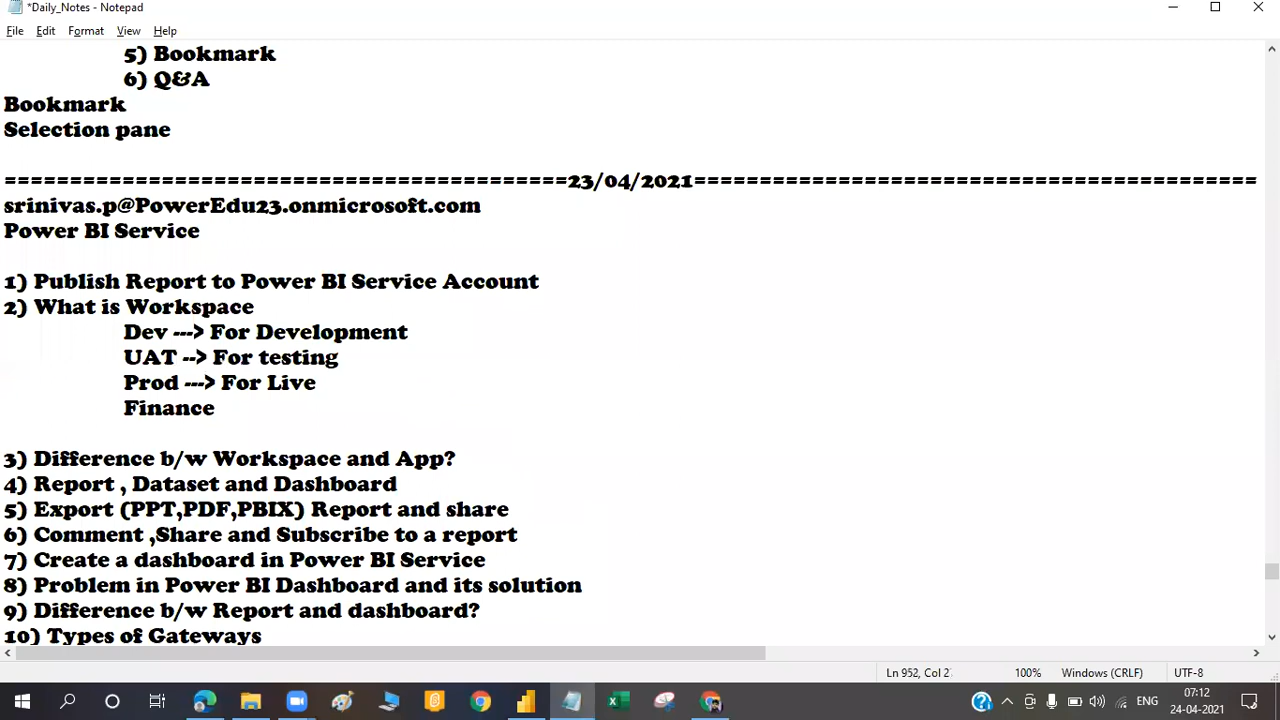 *Daily_Notes - Notepad
File Edit Format View Help
5) Bookmark
6) Q&A
Bookmark
Selection pane
===========================================23/04/2021===========================================
srinivas.p@PowerEdu23.onmicrosoft.com
Power BI Service
1) Publish Report to Power BI Service Account
2) What is Workspace
Dev ---> For Development
UAT --> For testing
Prod ---> For Live
Finance
3) Difference b/w Workspace and App?
4) Report , Dataset and Dashboard
5) Export (PPT,PDF,PBIX) Report and share
6) Comment ,Share and Subscribe to a report
7) Create a dashboard in Power BI Service
8) Problem in Power BI Dashboard and its solution
9) Difference b/w Report and dashboard?
10) Types of Gateways
Ln 952, Col 2 100% Windows (CRLF) UTF-8
ENG 07:12
24-04-2021